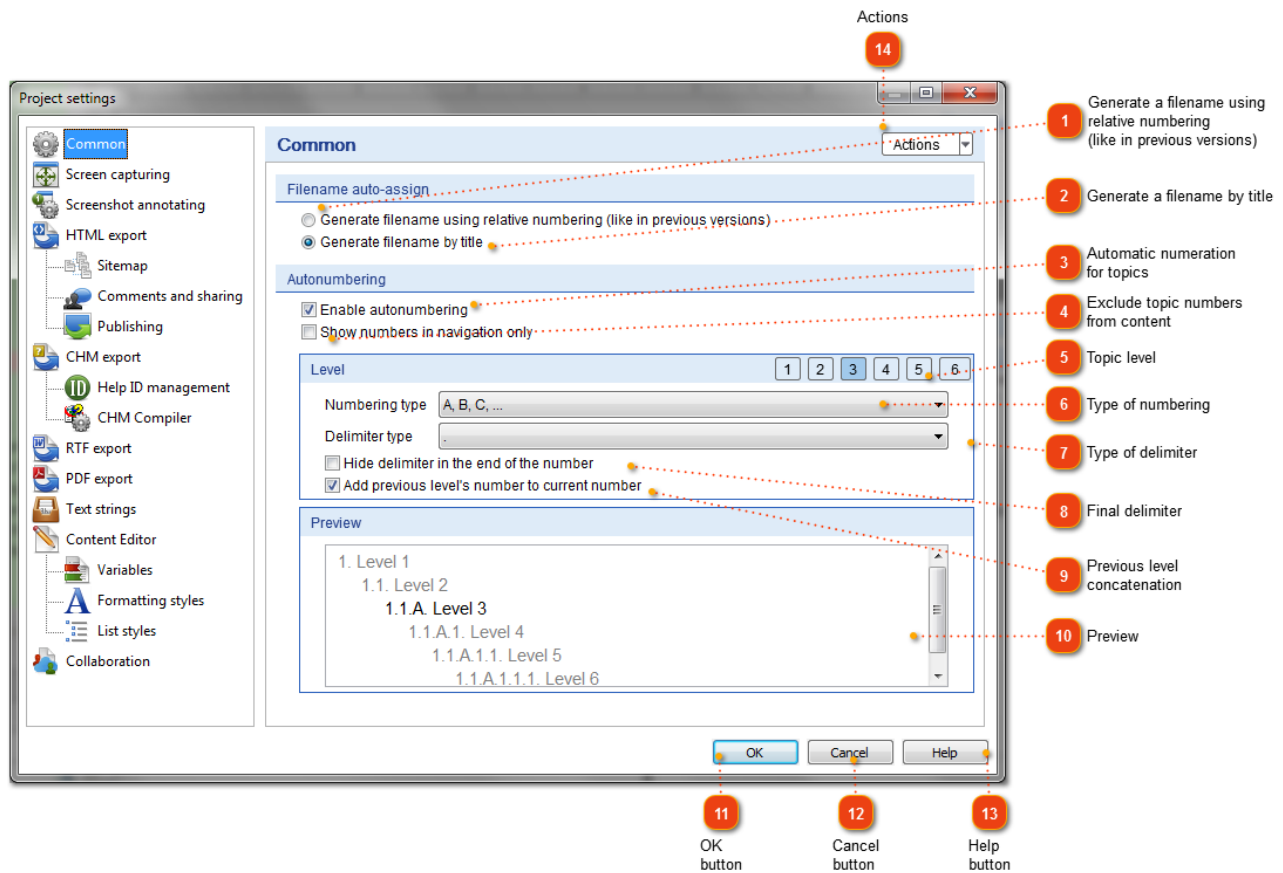 Actions
14
Project settings
Common
Screen capturing
Screenshot annotating
HTML export
Sitemap
Comments and sharing
Publishing
CHM export
Help ID management
CHM Compiler
RTF export
PDF export
Text strings
Content Editor
Variables
Formatting styles
List styles
Collaboration
Common
Actions
Filename auto-assign
Generate filename using relative numbering (like in previous versions)
Generate filename by title
Autonumbering
Enable autonumbering
Show numbers in navigation only
Level
1 2 3 4 5 6
Numbering type
A, B, C, ...
Delimiter type
.
Hide delimiter in the end of the number
Add previous level's number to current number
Preview
1. Level 1
1.1. Level 2
1.1.A. Level 3
1.1.A.1. Level 4
1.1.A.1.1. Level 5
1.1.A.1.1.1. Level 6
OK
Cancel
Help
1
Generate a filename using
relative numbering
(like in previous versions)
2
Generate a filename by title
3
Automatic numeration
for topics
4
Exclude topic numbers
from content
5
Topic level
6
Type of numbering
7
Type of delimiter
8
Final delimiter
9
Previous level
concatenation
10
Preview
11
OK
button
12
Cancel
button
13
Help
button